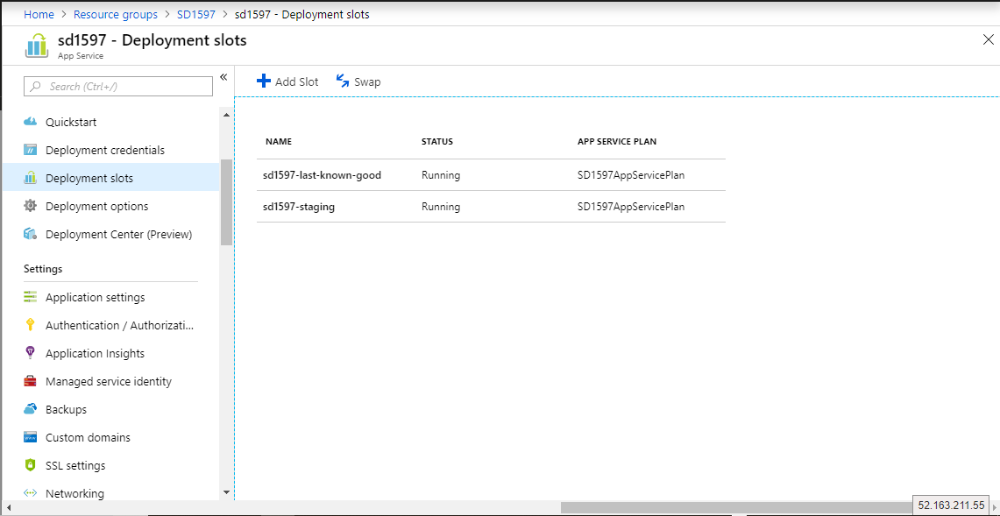 Home > Resource groups > SD1597 > sd1597 - Deployment slots
sd1597 - Deployment slots
App Service
Search (Ctrl+/)
Quickstart
Deployment credentials
Deployment slots
Deployment options
Deployment Center (Preview)
Settings
Application settings
Authentication / Authorizati...
Application Insights
Managed service identity
Backups
Custom domains
SSL settings
Networking
Add Slot Swap
NAME STATUS APP SERVICE PLAN
sd1597-last-known-good Running SD1597AppServicePlan
sd1597-staging Running SD1597AppServicePlan
52.163.211.55